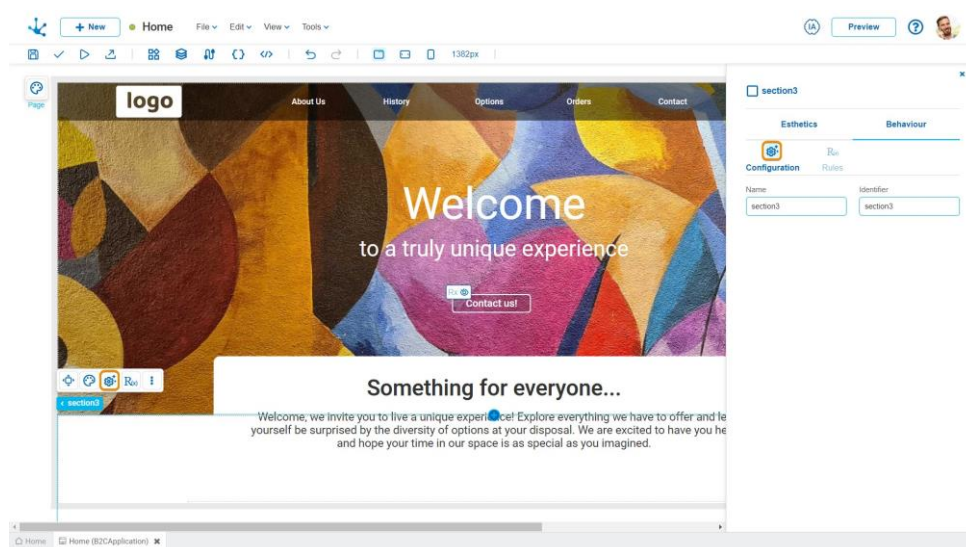 + New
Home
File
Edit
View
Tools
IA
Preview
?
1382px
Page
logo
About Us
History
Options
Orders
Contact
Welcome
to a truly unique experience
Rx
Contact us!
R(x)
section3
Something for everyone...
Welcome, we invite you to live a unique experience! Explore everything we have to offer and le
yourself be surprised by the diversity of options at your disposal. We are excited to have you he
and hope your time in our space is as special as you imagined.
section3
Esthetics
Behaviour
R(x)
Configuration
Rules
Name
Identifier
section3
section3
Home
Home (B2CApplication)